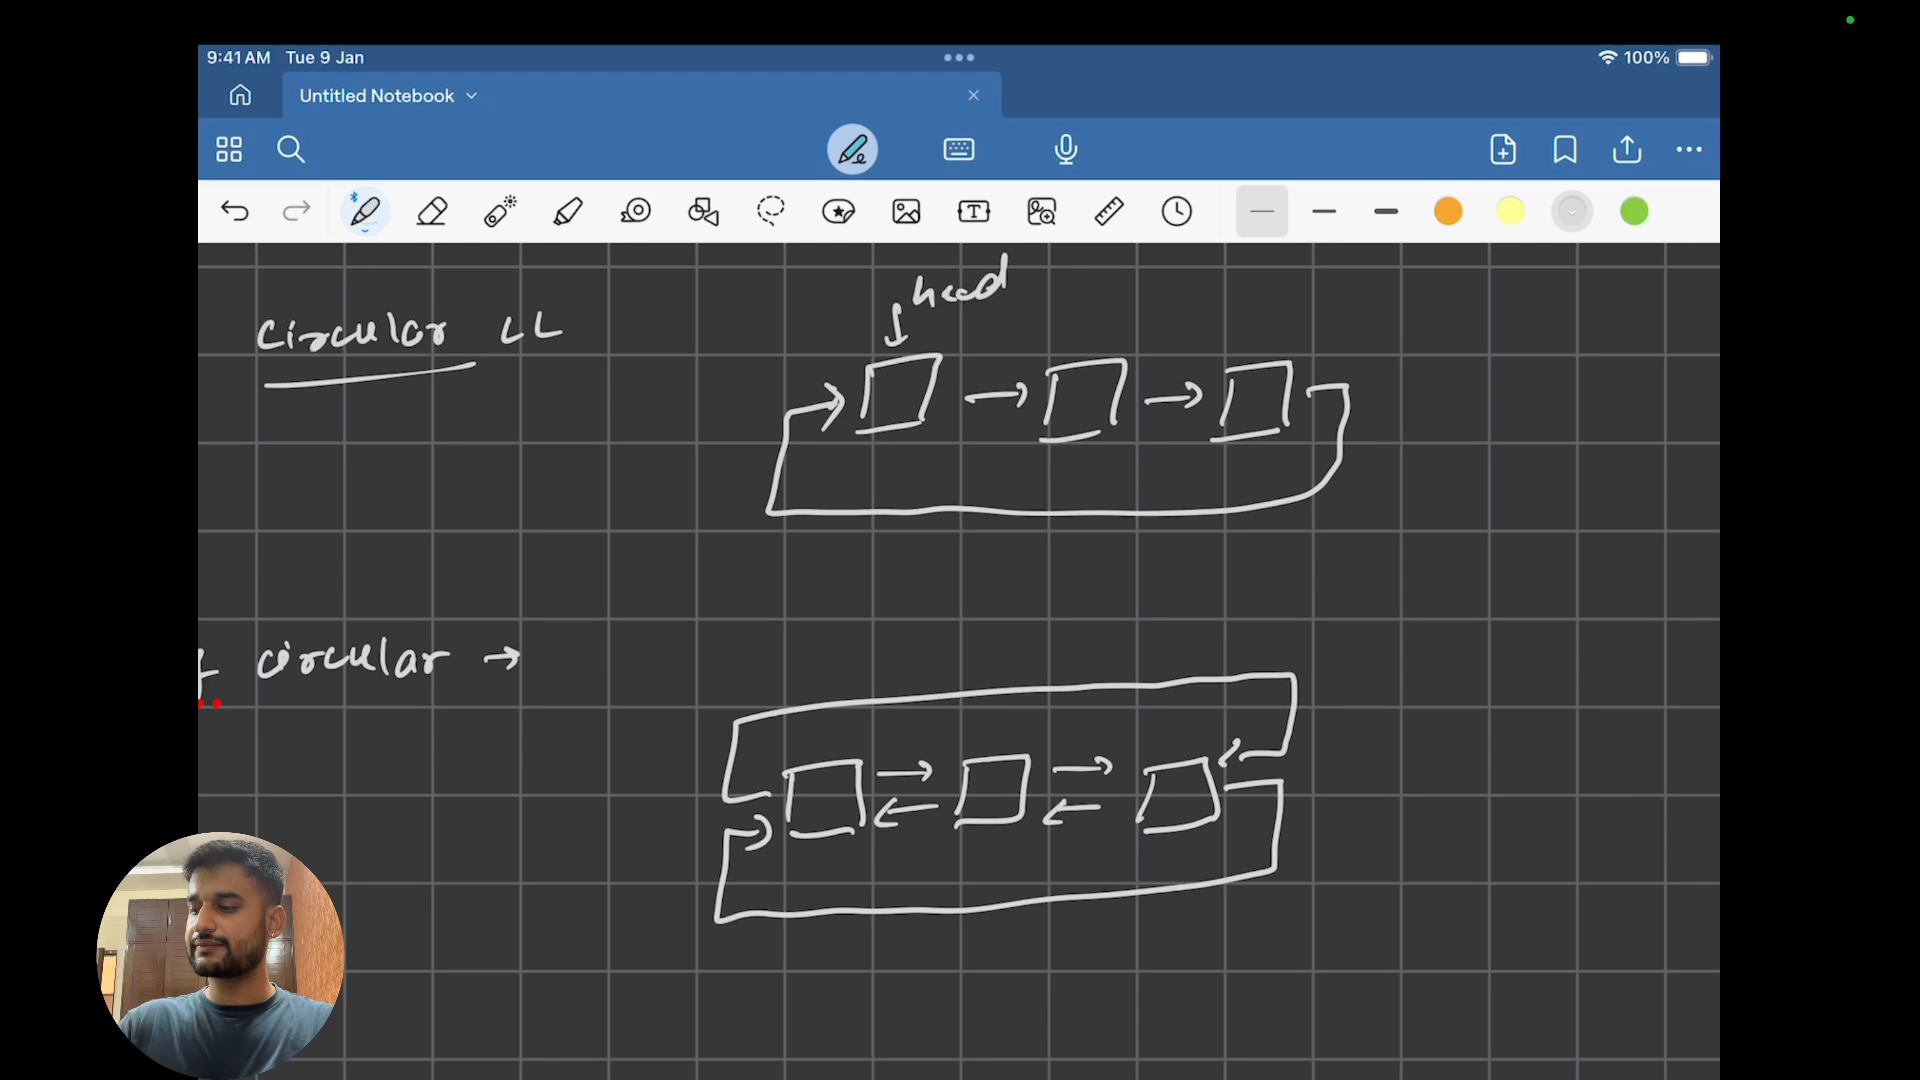 9:41 AM Tue 9 Jan
100%
Untitled Notebook
head
Circular LL
circular →